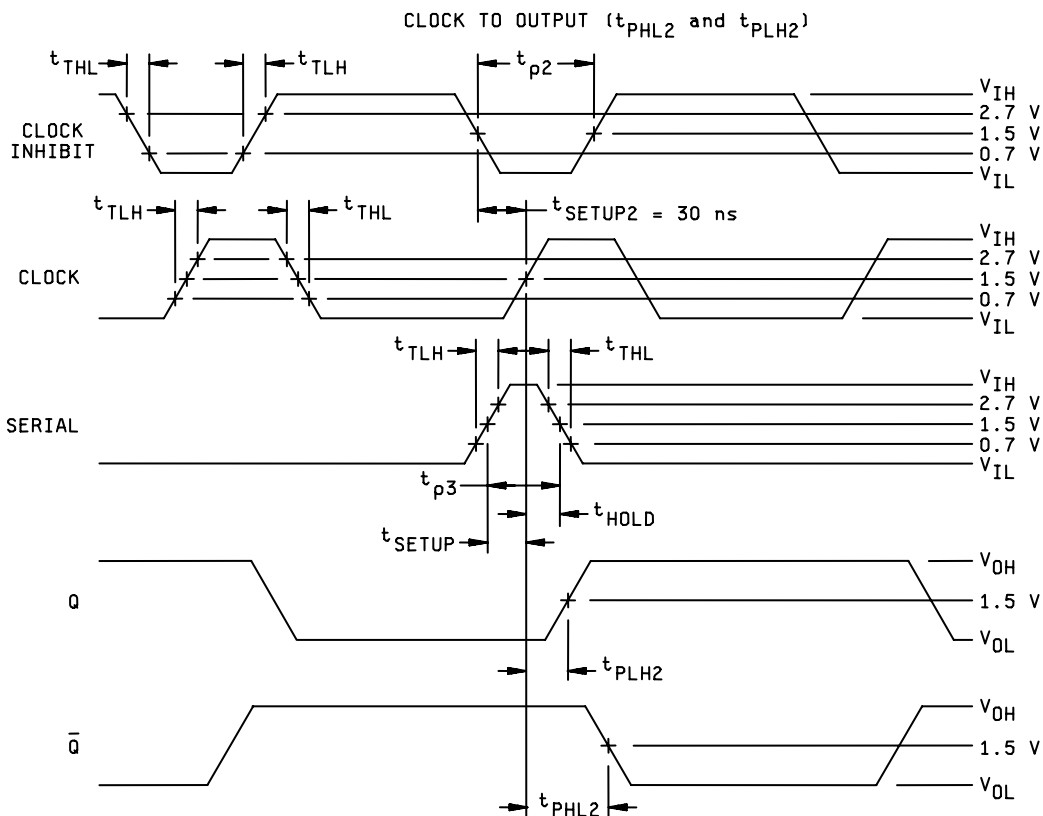 CLOCK TO OUTPUT (tPHL2 and tPLH2)
tTHL
tTLH
tp2
CLOCK
INHIBIT
VIH
2.7 V
1.5 V
0.7 V
VIL
tTLH
tTHL
tSETUP2 = 30 ns
CLOCK
VIH
2.7 V
1.5 V
0.7 V
VIL
tTLH
tTHL
SERIAL
VIH
2.7 V
1.5 V
0.7 V
VIL
tp3
tHOLD
tSETUP
Q
VOH
1.5 V
VOL
tPLH2
Q̅
VOH
1.5 V
VOL
tPHL2